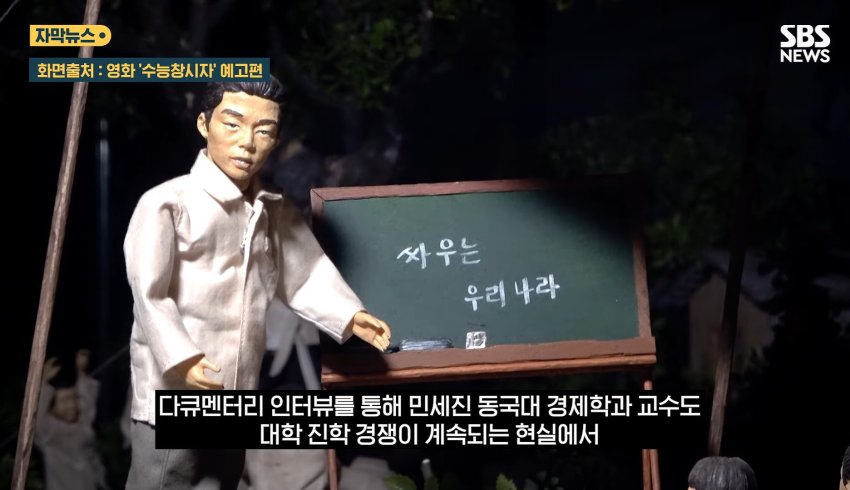 자막뉴스
화면출처 : 영화 '수능창시자' 예고편
SBS
NEWS
싸우는
우리나라
다큐멘터리 인터뷰를 통해 민세진 동국대 경제학과 교수도
대학 진학 경쟁이 계속되는 현실에서